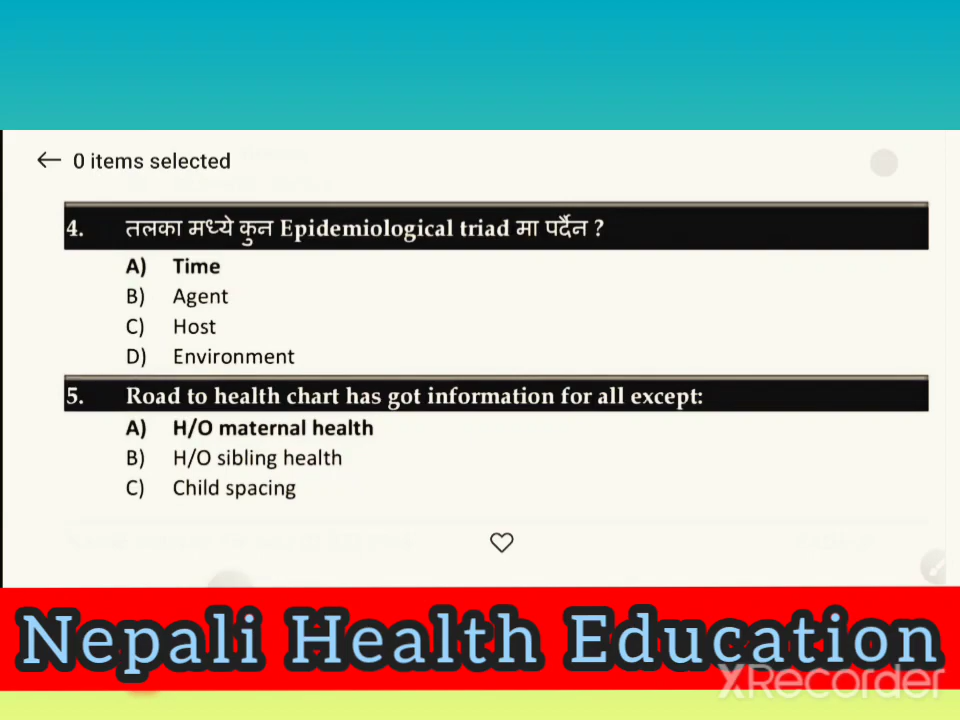 ← 0 items selected
4. तलका मध्ये कुन Epidemiological triad मा पर्दैन ?
A) Time
B) Agent
C) Host
D) Environment
5. Road to health chart has got information for all except:
A) H/O maternal health
B) H/O sibling health
C) Child spacing
Nepali Health Education
XRecorder